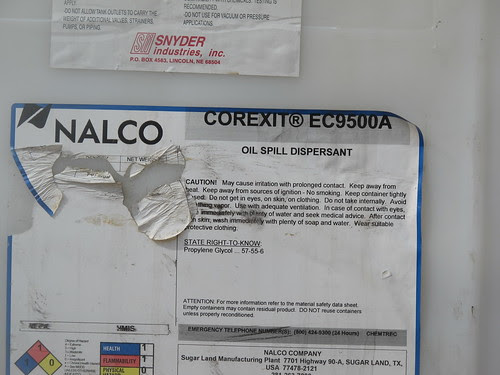 APPLY.
-DO NOT ALLOW TANK OUTLETS TO CARRY THE
HEIGHT OF ADDITIONAL VALVES, STRAINERS,
PUMPS, OR PIPING.
RECOMMENDED.
-DO NOT USE FOR VACUUM OR PRESSURE
APPLICATIONS.
SNYDER
industries, inc.
P.O. BOX 4583, LINCOLN, NE 68504
NALCO
COREXIT® EC9500A
OIL SPILL DISPERSANT
NET
CAUTION! May cause irritation with prolonged contact. Keep away from
heat. Keep away from sources of ignition - No smoking. Keep container tightly
Do not get in eyes, on skin, on clothing. Do not take internally. Avoid
vapor. Use with adequate ventilation. In case of contact with eyes,
immediately with plenty of water and seek medical advice. After contact
skin, wash immediately with plenty of soap and water. Wear suitable
protective clothing.
STATE RIGHT-TO-KNOW:
Propylene Glycol ... 57-55-6
ATTENTION: For more information refer to the material safety data sheet.
Empty containers may contain residual product. DO NOT REUSE containers
unless properly reconditioned.
HMIS
EMERGENCY TELEPHONE NUMBER(S): (800) 424-9300 (24 Hours) CHEMTREC
HEALTH 1
FLAMMABILITY 1
PHYSICAL 0
NALCO COMPANY
Sugar Land Manufacturing Plant 7701 Highway 90-A, SUGAR LAND, TX,
USA 77478-2121